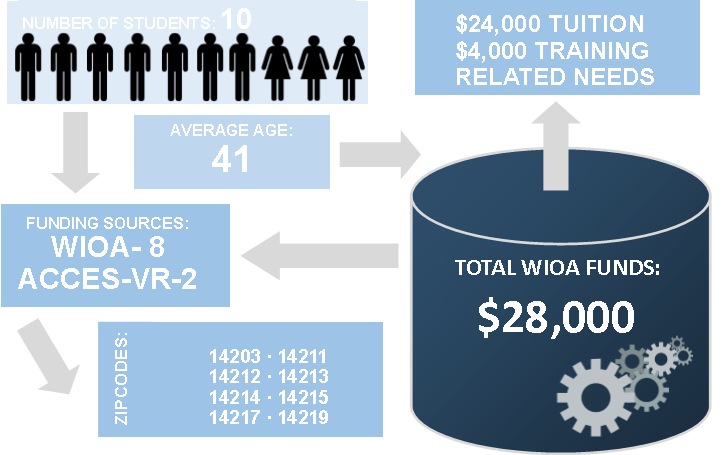 NUMBER OF STUDENTS: 10
$24,000 TUITION
$4,000 TRAINING
RELATED NEEDS
AVERAGE AGE:
41
FUNDING SOURCES:
WIOA- 8
ACCES-VR-2
TOTAL WIOA FUNDS:
$28,000
ZIPCODES:
14203 · 14211
14212 · 14213
14214 · 14215
14217 · 14219